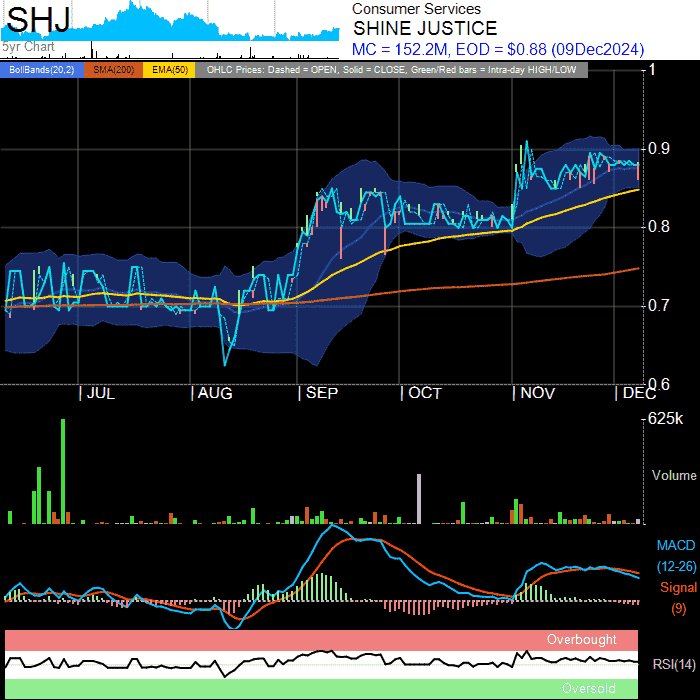 SHJ
5yr Chart
Consumer Services
SHINE JUSTICE
MC = 152.2M, EOD = $0.88 (09Dec2024)
BollBands(20,2) SMA(200) EMA(50) OHLC Prices: Dashed = OPEN, Solid = CLOSE, Green/Red bars = Intra-day HIGH/LOW
1
0.9
0.8
0.7
0.6
| JUL | AUG | SEP | OCT | NOV | DEC
625k
Volume
MACD
(12-26)
Signal
(9)
Overbought
RSI(14)
Oversold